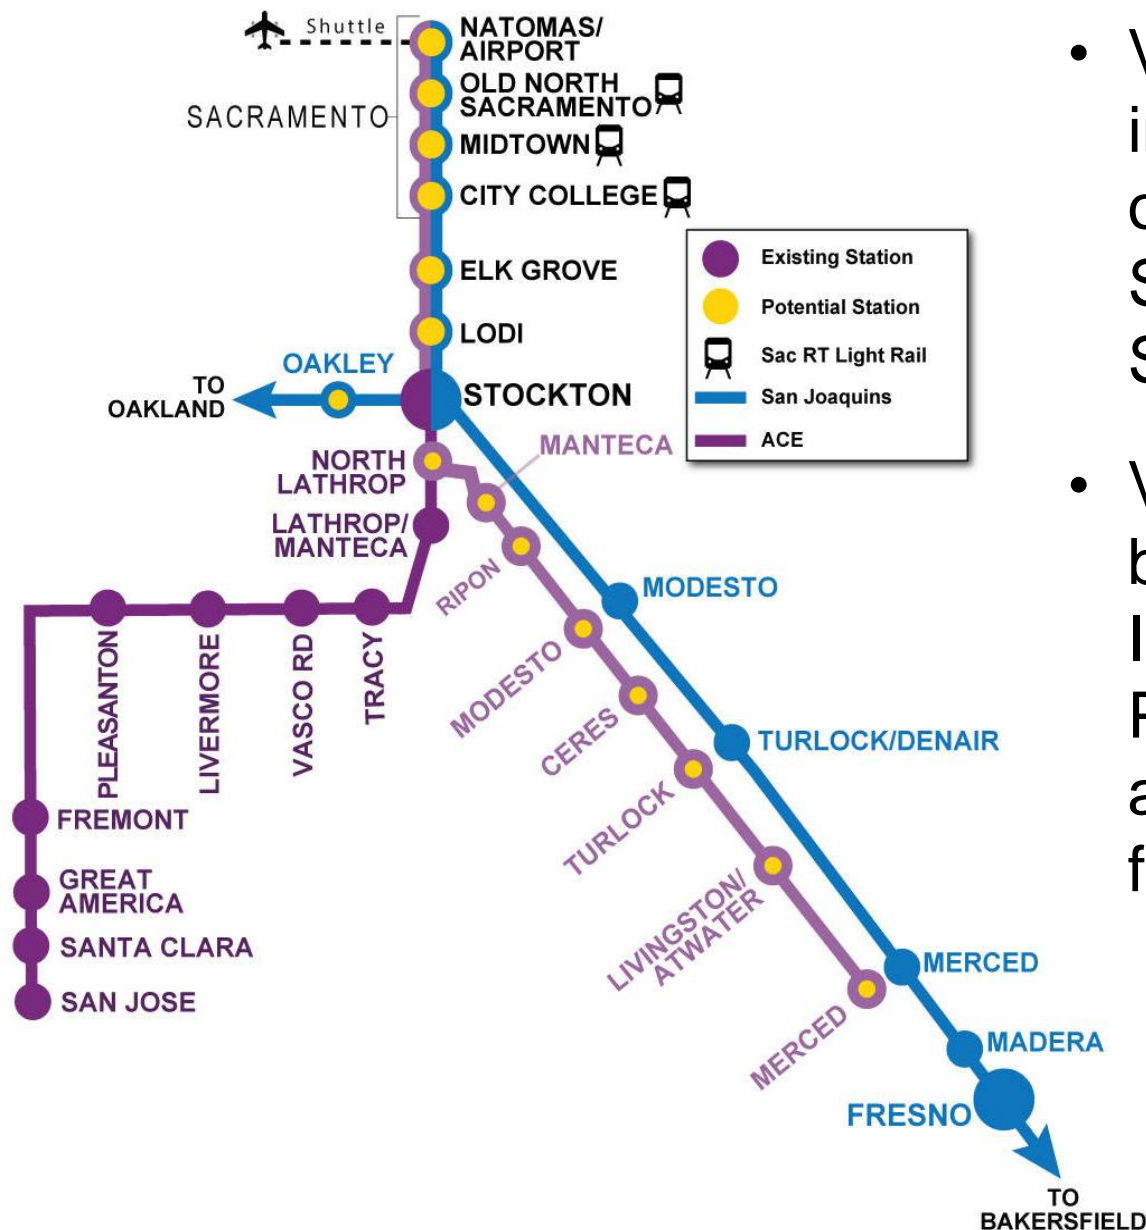 Shuttle
NATOMAS/
AIRPORT
OLD NORTH
SACRAMENTO
SACRAMENTO
MIDTOWN
CITY COLLEGE
ELK GROVE
LODI
OAKLEY
TO
OAKLAND
STOCKTON
Existing Station
Potential Station
Sac RT Light Rail
San Joaquins
ACE
MANTECA
NORTH
LATHROP
LATHROP/
MANTECA
RIPON
MODESTO
MODESTO
PLEASANTON
LIVERMORE
VASCO RD
TRACY
CERES
TURLOCK/DENAIR
TURLOCK
FREMONT
GREAT
AMERICA
SANTA CLARA
SAN JOSE
LIVINGSTON/
ATWATER
MERCED
MERCED
MADERA
FRESNO
TO
BAKERSFIELD